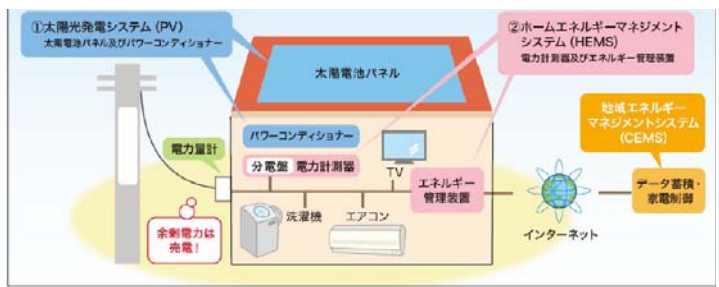 ①太陽光発電システム(PV)
太陽電池パネル及びパワーコンディショナー
②ホームエネルギーマネジメント
システム(HEMS)
電力計測器及びエネルギー管理装置
太陽電池パネル
地域エネルギー
マネジメントシステム
(CEMS)
パワーコンディショナー
電力量計
分電盤 電力計測器
TV
エネルギー
管理装置
データ蓄積・
家電制御
洗濯機
エアコン
インターネット
余剰電力は
売電!